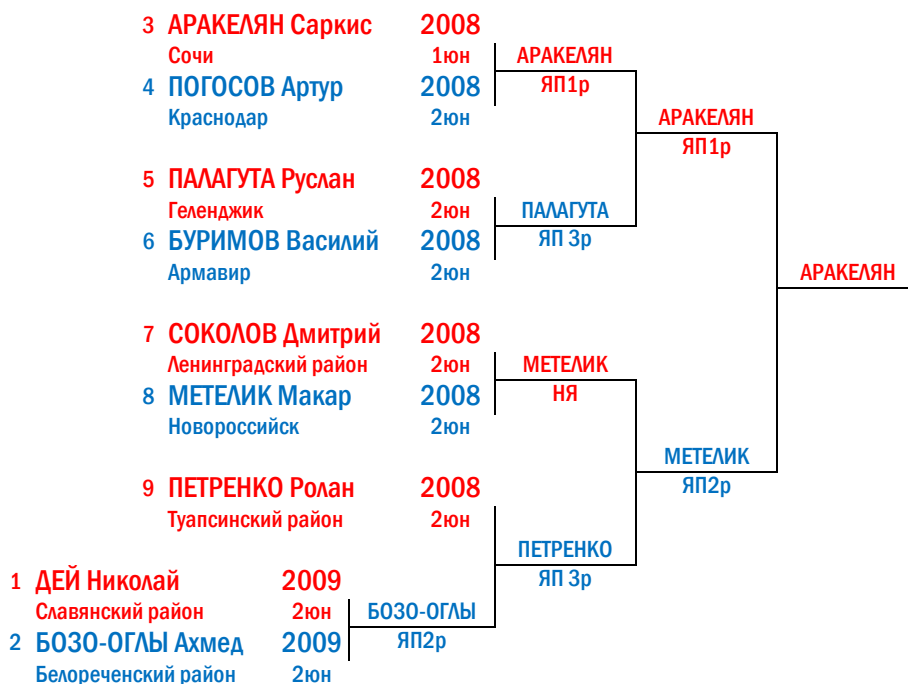 3 АРАКЕЛЯН Саркис 2008
Сочи 1юн
АРАКЕЛЯН
4 ПОГОСОВ Артур 2008
ЯП1р
Краснодар 2юн
АРАКЕЛЯН
ЯП1р
5 ПАЛАГУТА Руслан 2008
Геленджик 2юн
ПАЛАГУТА
6 БУРИМОВ Василий 2008
ЯП 3р
Армавир 2юн
АРАКЕЛЯН
7 СОКОЛОВ Дмитрий 2008
Ленинградский район 2юн
МЕТЕЛИК
8 МЕТЕЛИК Макар 2008
НЯ
Новороссийск 2юн
МЕТЕЛИК
ЯП2р
9 ПЕТРЕНКО Ролан 2008
Туапсинский район 2юн
ПЕТРЕНКО
ЯП 3р
1 ДЕЙ Николай 2009
Славянский район 2юн
БОЗО-ОГЛЫ
2 БОЗО-ОГЛЫ Ахмед 2009
ЯП2р
Белореченский район 2юн